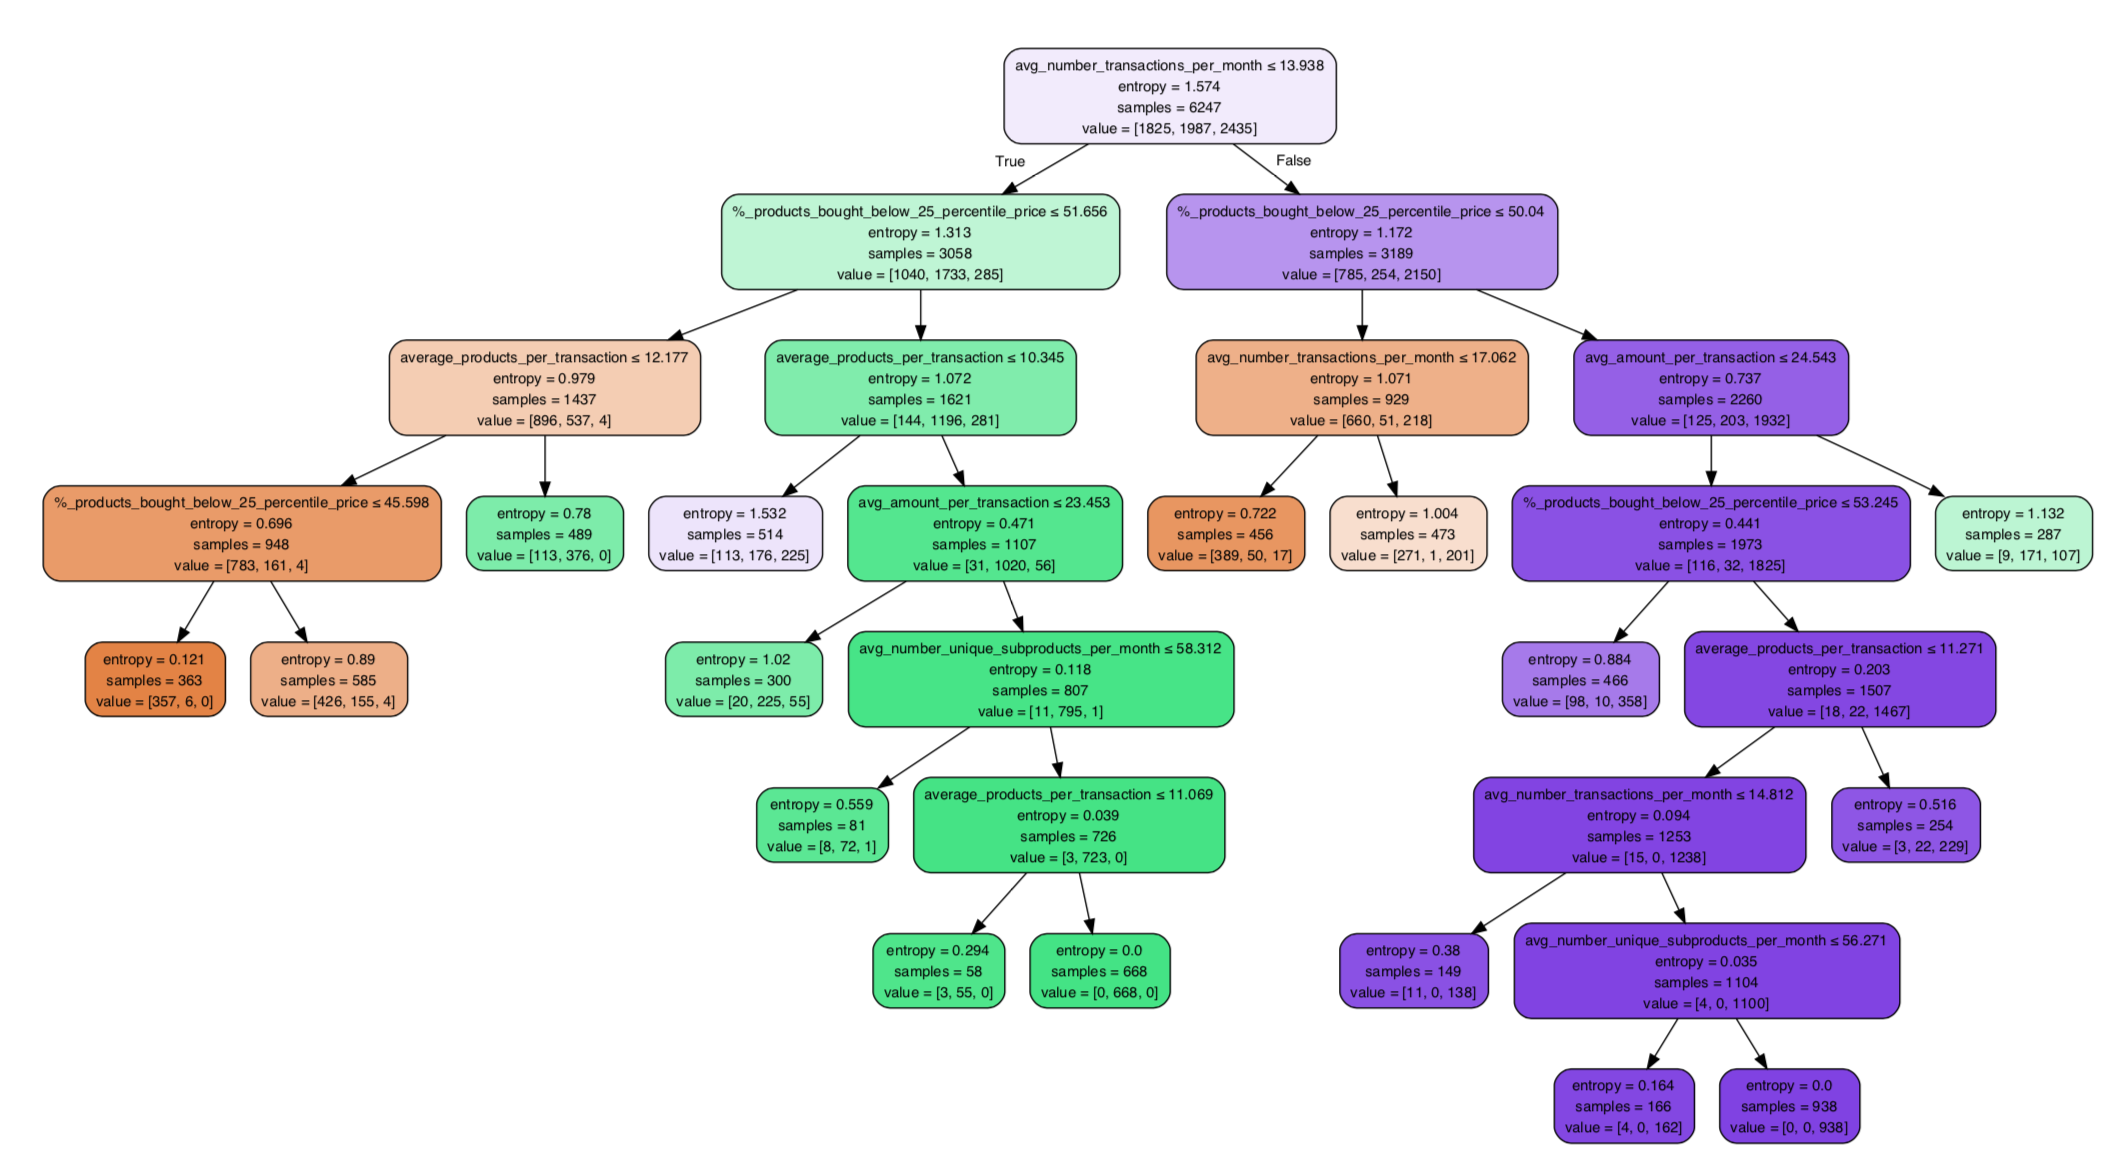 avg_number_transactions_per_month ≤ 13.938
entropy = 1.574
samples = 6247
value = [1825, 1987, 2435]
True
False
%_products_bought_below_25_percentile_price ≤ 51.656
entropy = 1.313
samples = 3058
value = [1040, 1733, 285]
%_products_bought_below_25_percentile_price ≤ 50.04
entropy = 1.172
samples = 3189
value = [785, 254, 2150]
average_products_per_transaction ≤ 12.177
entropy = 0.979
samples = 1437
value = [896, 537, 4]
average_products_per_transaction ≤ 10.345
entropy = 1.072
samples = 1621
value = [144, 1196, 281]
avg_number_transactions_per_month ≤ 17.062
entropy = 1.071
samples = 929
value = [660, 51, 218]
avg_amount_per_transaction ≤ 24.543
entropy = 0.737
samples = 2260
value = [125, 203, 1932]
%_products_bought_below_25_percentile_price ≤ 45.598
entropy = 0.696
samples = 948
value = [783, 161, 4]
entropy = 0.78
samples = 489
value = [113, 376, 0]
entropy = 1.532
samples = 514
value = [113, 176, 225]
avg_amount_per_transaction ≤ 23.453
entropy = 0.471
samples = 1107
value = [31, 1020, 56]
entropy = 0.722
samples = 456
value = [389, 50, 17]
entropy = 1.004
samples = 473
value = [271, 1, 201]
%_products_bought_below_25_percentile_price ≤ 53.245
entropy = 0.441
samples = 1973
value = [116, 32, 1825]
entropy = 1.132
samples = 287
value = [9, 171, 107]
entropy = 0.121
samples = 363
value = [357, 6, 0]
entropy = 0.89
samples = 585
value = [426, 155, 4]
entropy = 1.02
samples = 300
value = [20, 225, 55]
avg_number_unique_subproducts_per_month ≤ 58.312
entropy = 0.118
samples = 807
value = [11, 795, 1]
entropy = 0.884
samples = 466
value = [98, 10, 358]
average_products_per_transaction ≤ 11.271
entropy = 0.203
samples = 1507
value = [18, 22, 1467]
entropy = 0.559
samples = 81
value = [8, 72, 1]
average_products_per_transaction ≤ 11.069
entropy = 0.039
samples = 726
value = [3, 723, 0]
avg_number_transactions_per_month ≤ 14.812
entropy = 0.094
samples = 1253
value = [15, 0, 1238]
entropy = 0.516
samples = 254
value = [3, 22, 229]
entropy = 0.294
samples = 58
value = [3, 55, 0]
entropy = 0.0
samples = 668
value = [0, 668, 0]
entropy = 0.38
samples = 149
value = [11, 0, 138]
avg_number_unique_subproducts_per_month ≤ 56.271
entropy = 0.035
samples = 1104
value = [4, 0, 1100]
entropy = 0.164
samples = 166
value = [4, 0, 162]
entropy = 0.0
samples = 938
value = [0, 0, 938]